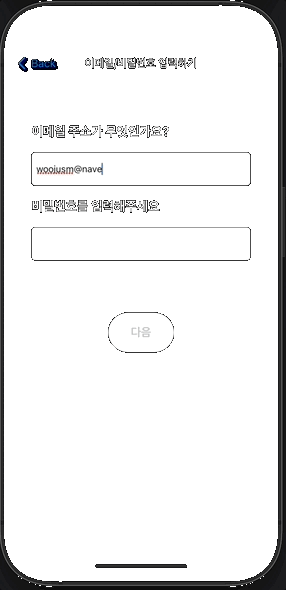 Back
이메일/비밀번호 입력하기
이메일 주소가 무엇인가요?
woojusm@nave
비밀번호를 입력해주세요
다음